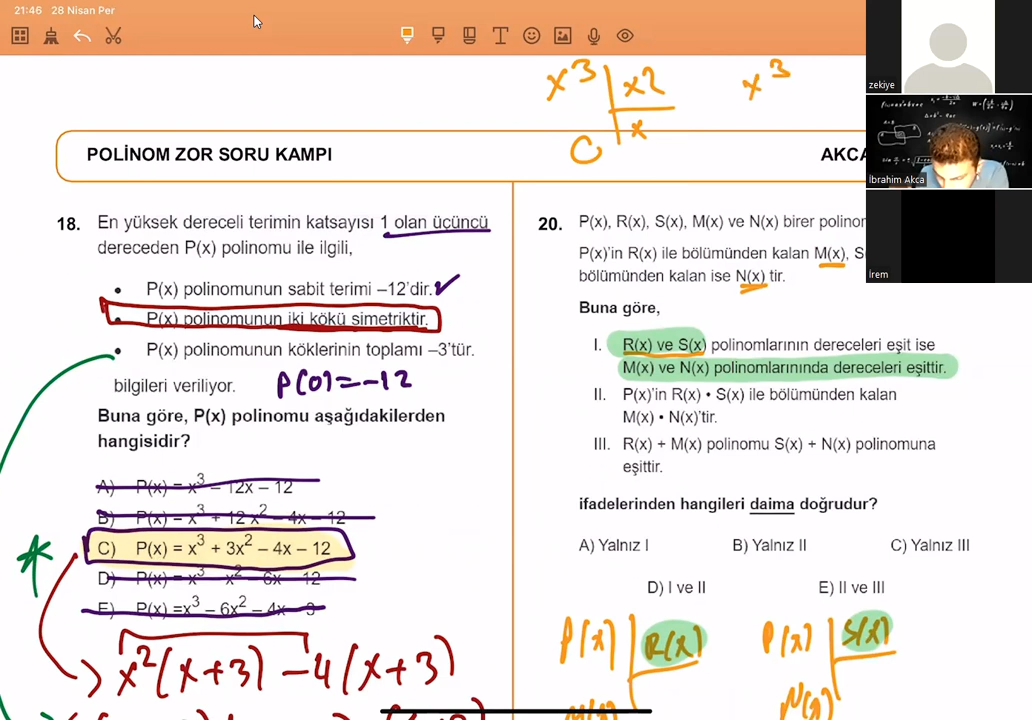 21:46 28 Nisan Per
x³ | x2
x
0
x³
zekiye
İbrahim Akca
İrem
POLİNOM ZOR SORU KAMPI
AKCA
18. En yüksek dereceli terimin katsayısı 1 olan üçüncü
dereceden P(x) polinomu ile ilgili,
• P(x) polinomunun sabit terimi –12'dir.
• P(x) polinomunun iki kökü simetriktir.
• P(x) polinomunun köklerinin toplamı –3'tür.
bilgileri veriliyor.
P(0)=-12
Buna göre, P(x) polinomu aşağıdakilerden
hangisidir?
A) P(x) = x³ – 12x – 12
B) P(x) = x³ + 12x² – 4x – 12
C) P(x) = x³ + 3x² – 4x – 12
D) P(x) = x³ – x² – 6x – 12
E) P(x) =x³ – 6x² – 4x – 3
x²(x+3) -4(x+3)
20. P(x), R(x), S(x), M(x) ve N(x) birer polinom
P(x)'in R(x) ile bölümünden kalan M(x), S
bölümünden kalan ise N(x) tir.
Buna göre,
I. R(x) ve S(x) polinomlarının dereceleri eşit ise
M(x) ve N(x) polinomlarınında dereceleri eşittir.
II. P(x)'in R(x) • S(x) ile bölümünden kalan
M(x) • N(x)'tir.
III. R(x) + M(x) polinomu S(x) + N(x) polinomuna
eşittir.
ifadelerinden hangileri daima doğrudur?
A) Yalnız I B) Yalnız II C) Yalnız III
D) I ve II E) II ve III
P(x) | R(x)
M(x)
P(x) | S(x)
N(x)